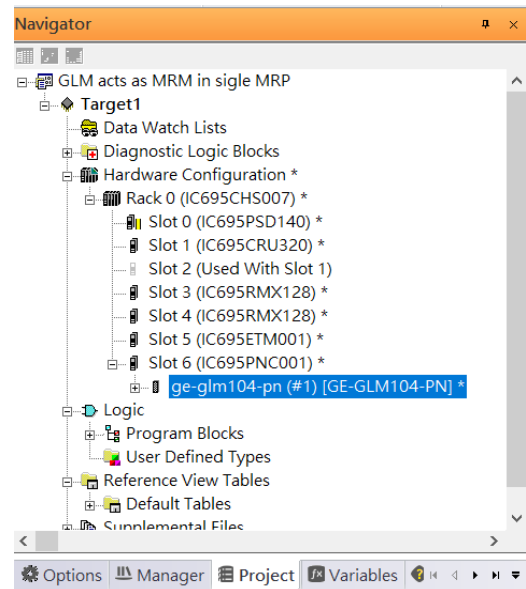 Navigator
GLM acts as MRM in sigle MRP
Target1
Data Watch Lists
Diagnostic Logic Blocks
Hardware Configuration *
Rack 0 (IC695CHS007) *
Slot 0 (IC695PSD140) *
Slot 1 (IC695CRU320) *
Slot 2 (Used With Slot 1)
Slot 3 (IC695RMX128) *
Slot 4 (IC695RMX128) *
Slot 5 (IC695ETM001) *
Slot 6 (IC695PNC001) *
ge-glm104-pn (#1) [GE-GLM104-PN] *
Logic
Program Blocks
User Defined Types
Reference View Tables
Default Tables
Supplemental Files
Options Manager Project Variables